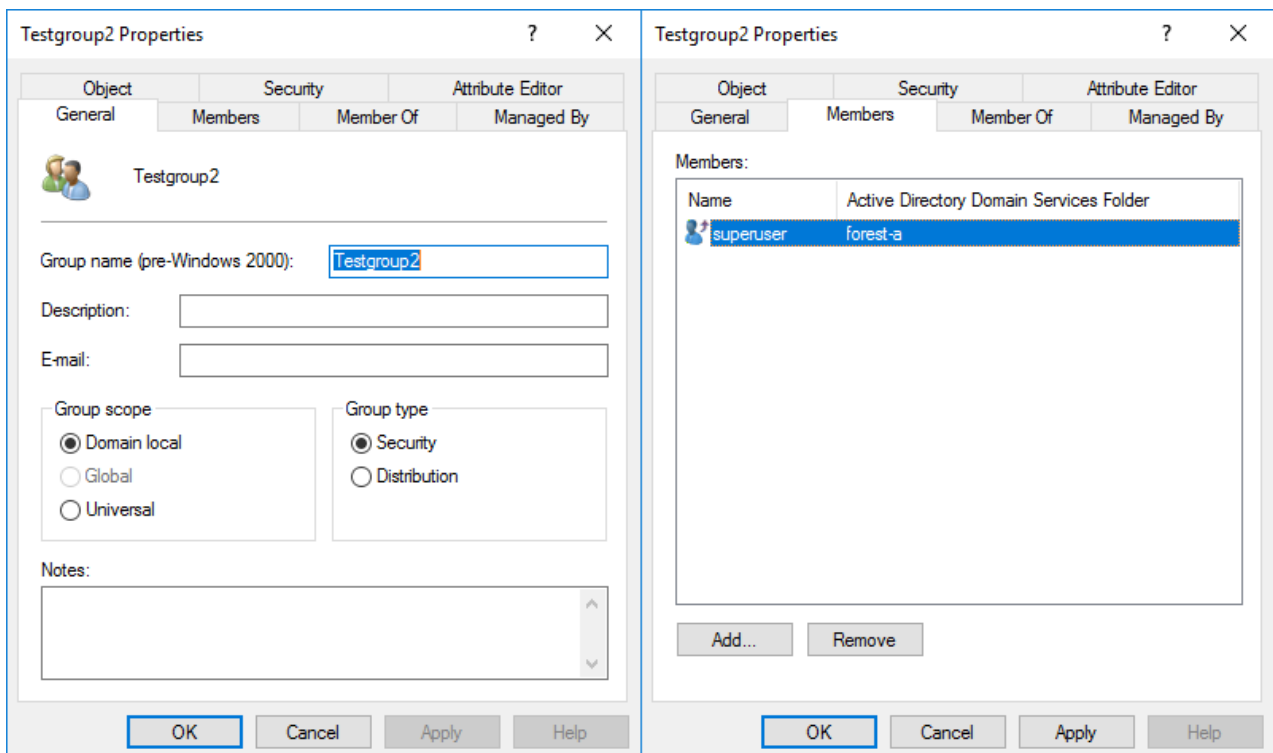 Testgroup2 Properties ? ×
Object Security Attribute Editor
General Members Member Of Managed By
Testgroup2
Group name (pre-Windows 2000): Testgroup2
Description:
E-mail:
Group scope
Domain local
Global
Universal
Group type
Security
Distribution
Notes:
OK Cancel Apply Help
Testgroup2 Properties ? ×
Object Security Attribute Editor
General Members Member Of Managed By
Members:
Name Active Directory Domain Services Folder
superuser forest-a
Add... Remove
OK Cancel Apply Help